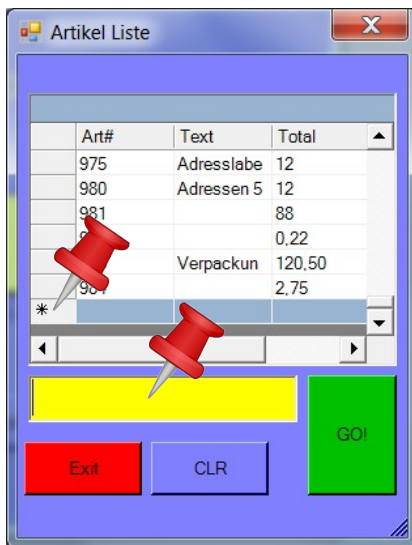 Artikel Liste
Art# Text Total
975 Adresslabe 12
980 Adressen 5 12
981 88
0,22
Verpackun 120,50
2,75
*
GO!
Exit CLR